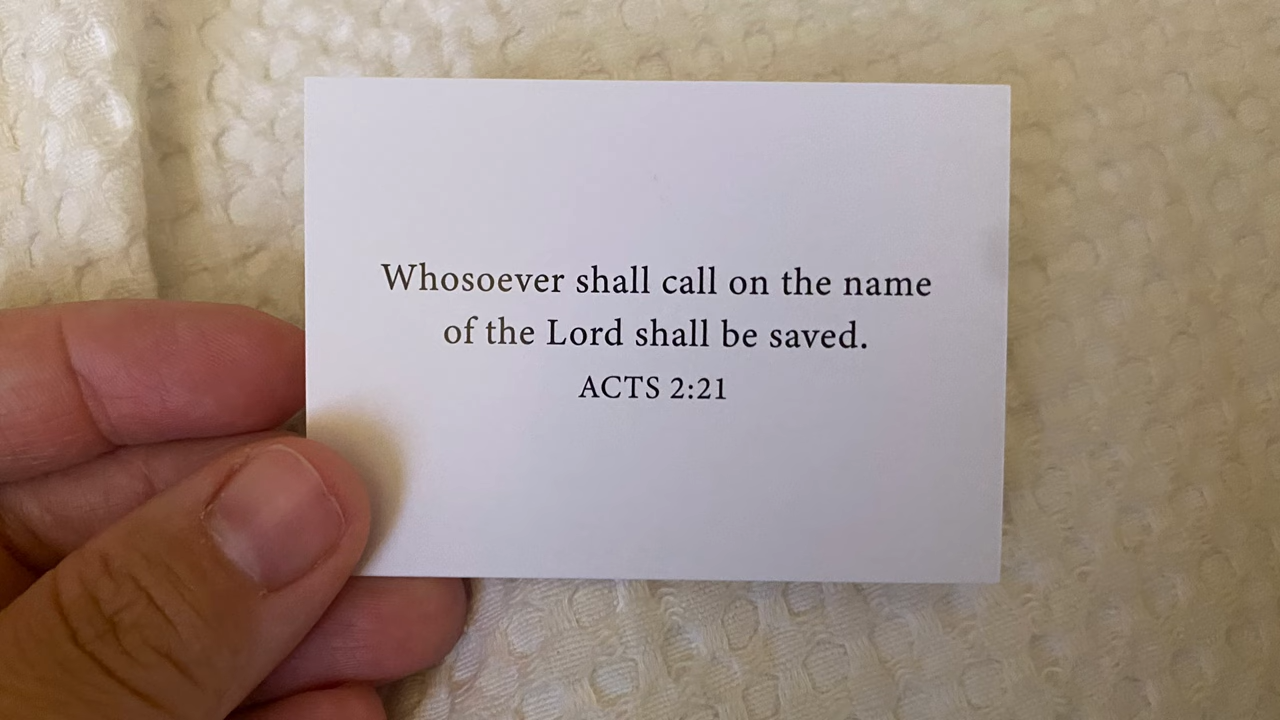 Whosoever shall call on the name
of the Lord shall be saved.
ACTS 2:21